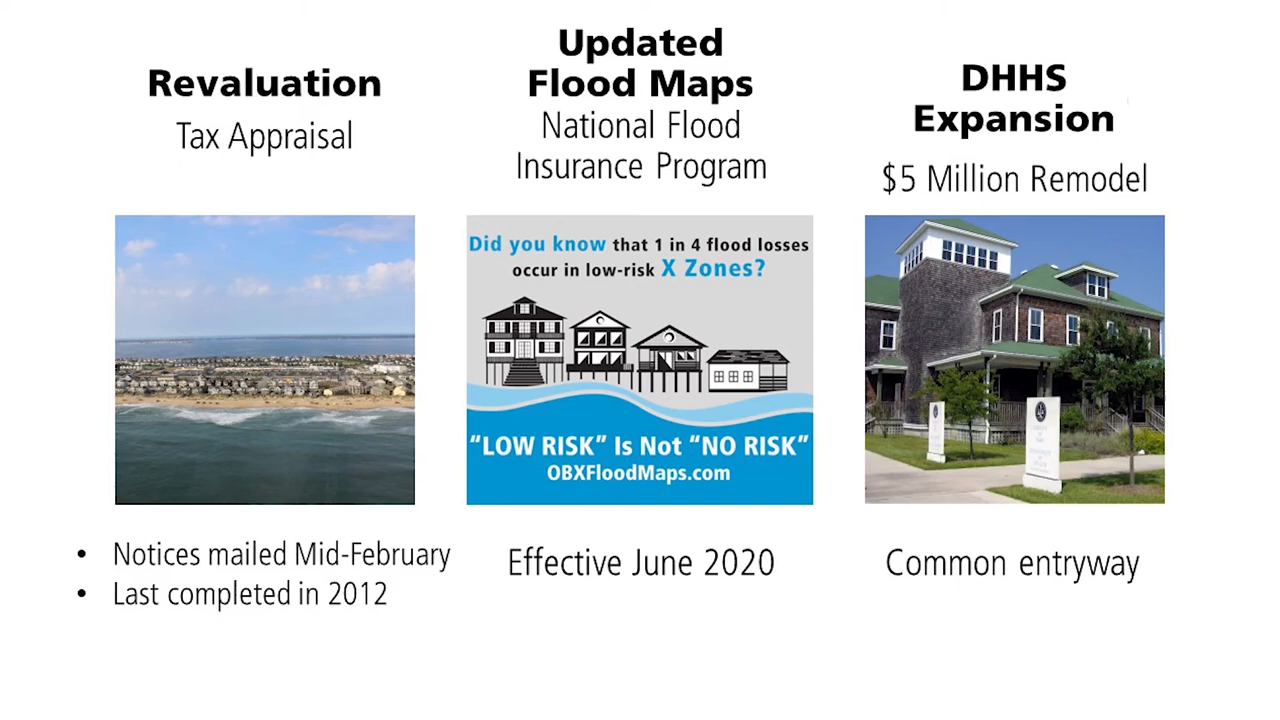 Revaluation
Tax Appraisal
• Notices mailed Mid-February
• Last completed in 2012
Updated
Flood Maps
National Flood
Insurance Program
Did you know that 1 in 4 flood losses
occur in low-risk X Zones?
“LOW RISK” Is Not “NO RISK”
OBXFloodMaps.com
Effective June 2020
DHHS
Expansion
$5 Million Remodel
Common entryway